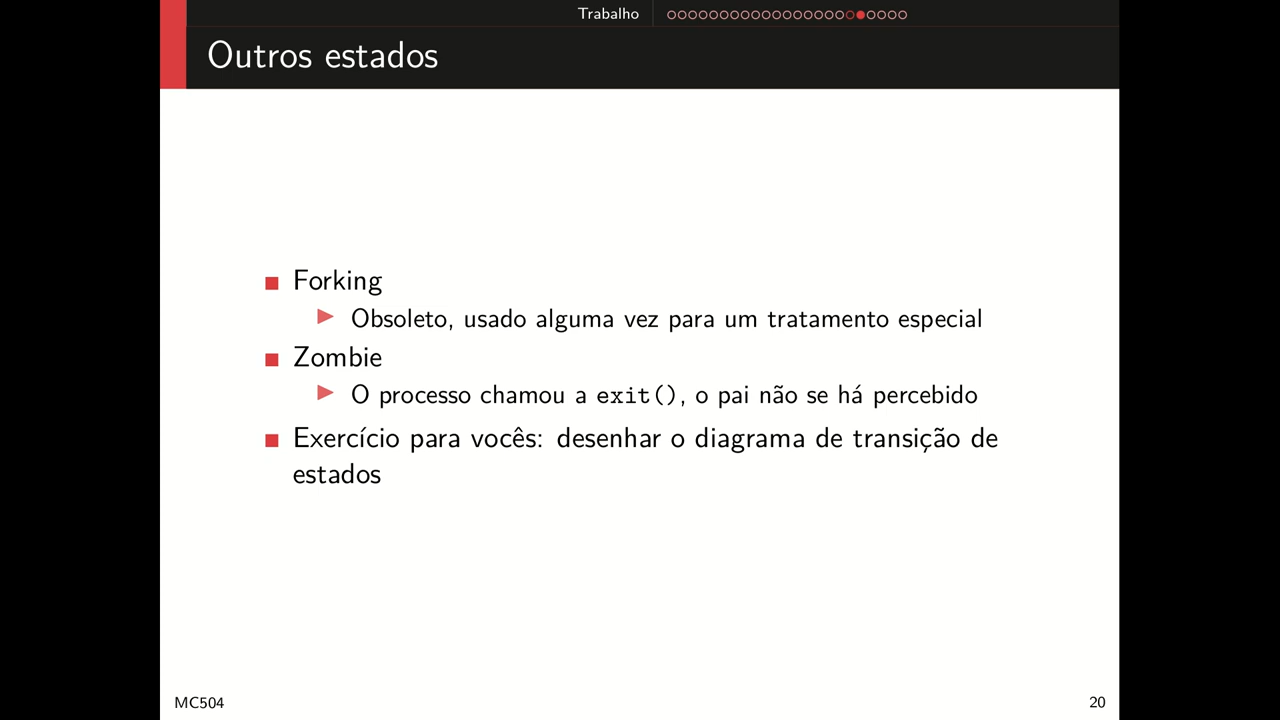 Trabalho
Outros estados
Forking
Obsoleto, usado alguma vez para um tratamento especial
Zombie
O processo chamou a exit(), o pai não se há percebido
Exercício para vocês: desenhar o diagrama de transição de
estados
MC504
20